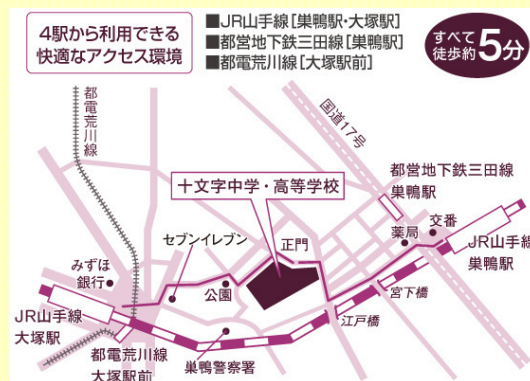 4駅から利用できる
快適なアクセス環境
■JR山手線[巣鴨駅・大塚駅]
■都営地下鉄三田線[巣鴨駅]
■都電荒川線[大塚駅前]
すべて
徒歩約
5分
都電荒川線
国道17号
都営地下鉄三田線
巣鴨駅
十文字中学・高等学校
交番
薬局
JR山手線
巣鴨駅
セブンイレブン
正門
みずほ
銀行
公園
宮下橋
江戸橋
JR山手線
大塚駅
都電荒川線
大塚駅前
巣鴨警察署